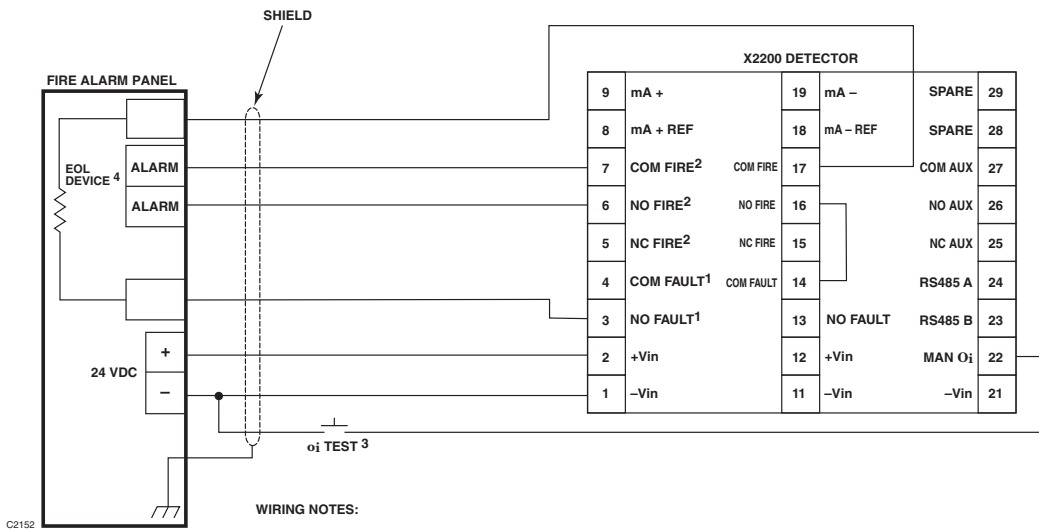 SHIELD
X2200 DETECTOR
FIRE ALARM PANEL
9 mA + 19 mA – SPARE 29
8 mA + REF 18 mA – REF SPARE 28
EOL
DEVICE 4
ALARM
7 COM FIRE2 COM FIRE 17 COM AUX 27
ALARM
6 NO FIRE2 NO FIRE 16 NO AUX 26
5 NC FIRE2 NC FIRE 15 NC AUX 25
4 COM FAULT1 COM FAULT 14 RS485 A 24
3 NO FAULT1 13 NO FAULT RS485 B 23
+
2 +Vin 12 +Vin MAN Oi 22
24 VDC
–
1 –Vin 11 –Vin –Vin 21
oi TEST 3
WIRING NOTES:
C2152